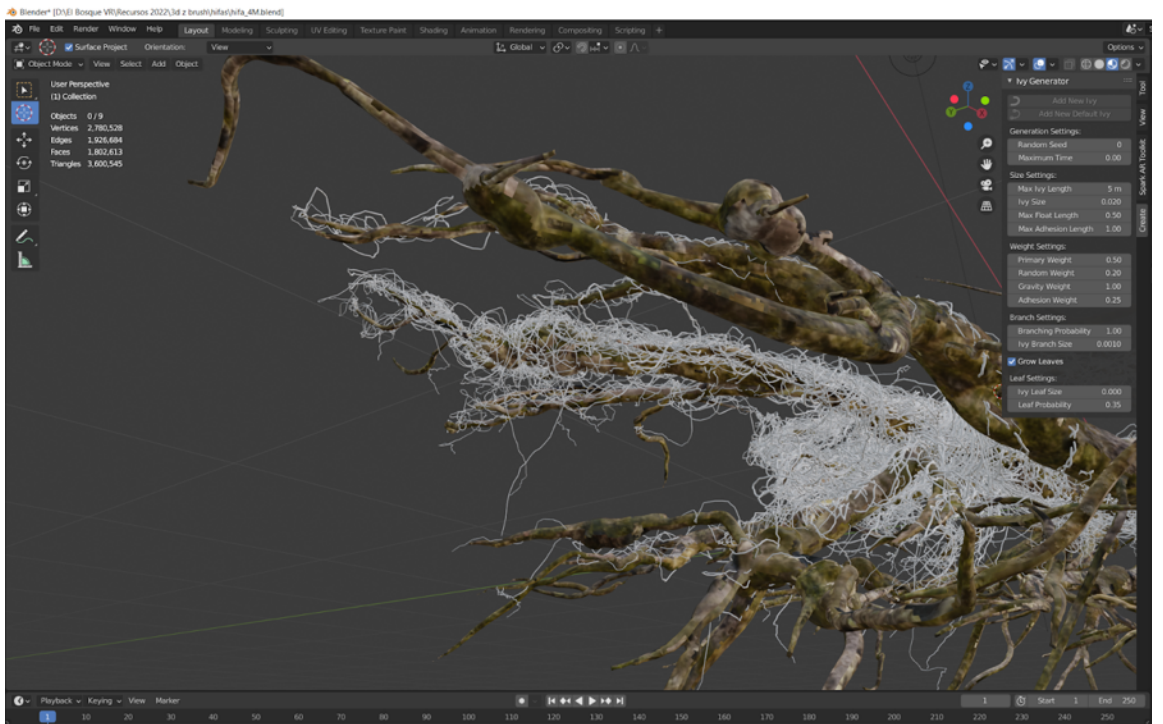 Blender* [D:\El Bosque VR\Recursos 2022\3d z brush\hifas\hifa_4M.blend]
File Edit Render Window Help Layout Modeling Sculpting UV Editing Texture Paint Shading Animation Rendering Compositing Scripting +
Surface Project Orientation: View Global Options
Object Mode View Select Add Object
User Perspective
(1) Collection
Objects 0 / 9
Vertices 2,780,528
Edges 1,926,684
Faces 1,802,613
Triangles 3,600,545
Z
Y
X
Ivy Generator
Add New Ivy
Add New Default Ivy
Generation Settings:
Random Seed 0
Maximum Time 0.00
Size Settings:
Max Ivy Length 5 m
Ivy Size 0.020
Max Float Length 0.50
Max Adhesion Length 1.00
Weight Settings:
Primary Weight 0.50
Random Weight 0.20
Gravity Weight 1.00
Adhesion Weight 0.25
Branch Settings:
Branching Probability 1.00
Ivy Branch Size 0.0010
Grow Leaves
Leaf Settings:
Ivy Leaf Size 0.000
Leaf Probability 0.35
Tool
View
Spark AR Toolkit
Create
Playback Keying View Marker 1 Start 1 End 250
1 10 20 30 40 50 60 70 80 90 100 110 120 130 140 150 160 170 180 190 200 210 220 230 240 250